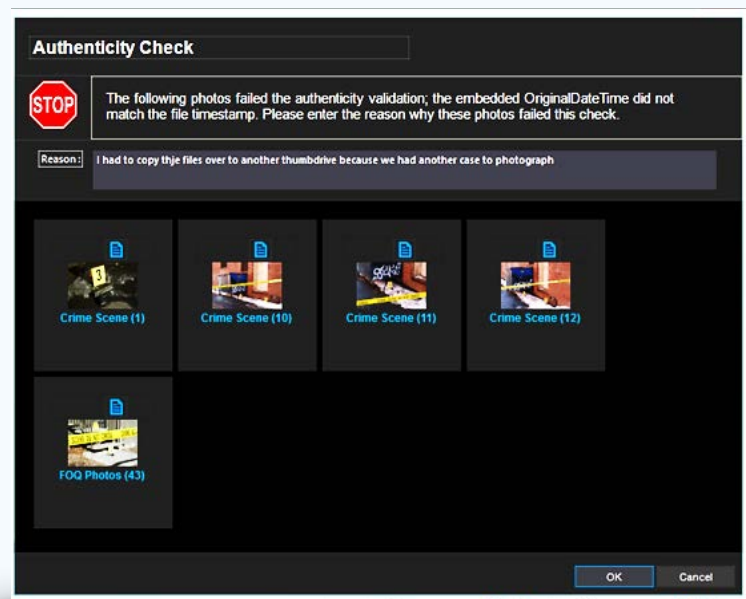 Authenticity Check
STOP
The following photos failed the authenticity validation; the embedded OriginalDateTime did not
match the file timestamp. Please enter the reason why these photos failed this check.
Reason:
I had to copy thje files over to another thumbdrive because we had another case to photograph
3
Crime Scene (1)
Crime Scene (10)
Crime Scene (11)
Crime Scene (12)
FOQ Photos (43)
OK
Cancel